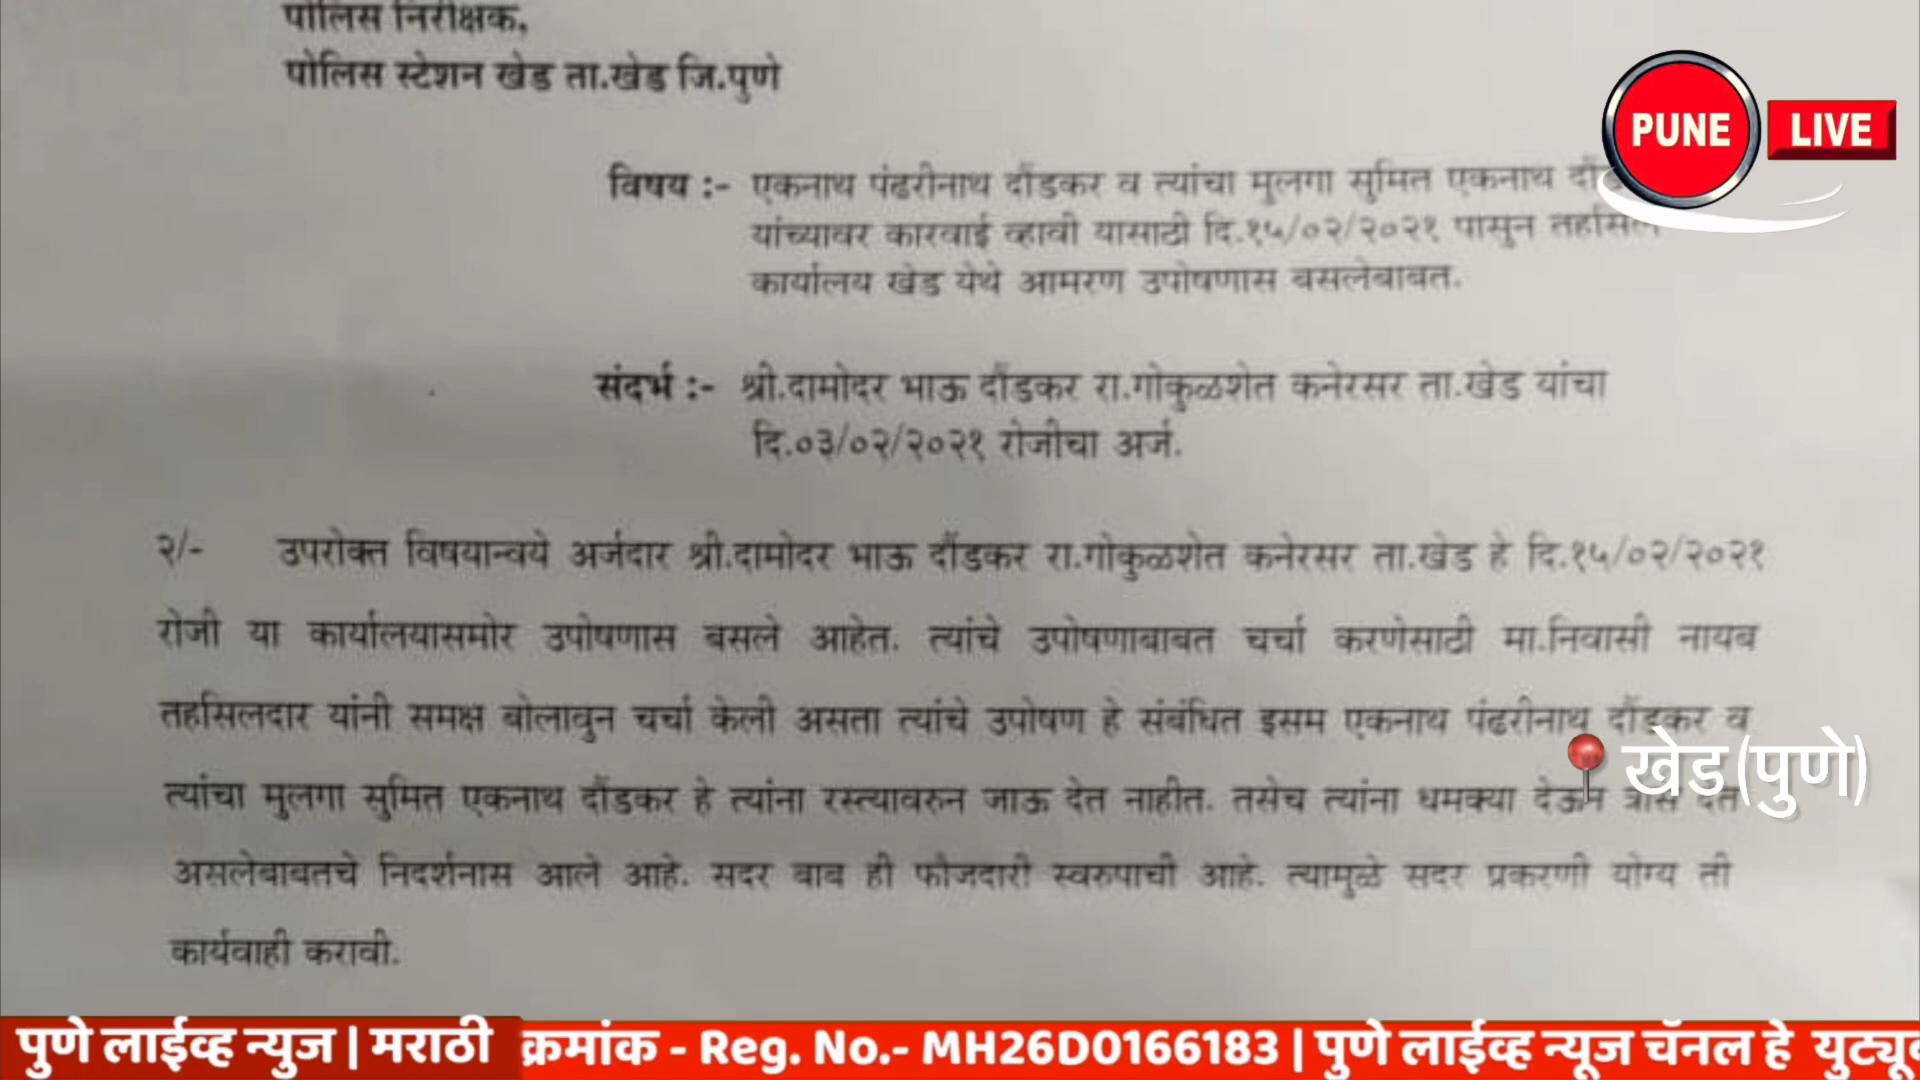 पोलिस निरीक्षक,
पोलिस स्टेशन खेड ता.खेड जि.पुणे
PUNE LIVE
विषय :- एकनाथ पंढरीनाथ दौंडकर व त्यांचा मुलगा सुमित एकनाथ
यांच्यावर कारवाई व्हावी यासाटी दि.१५/०२/२०२१ पासुन तहसिल
कार्यालय खेड येथे आमरण उपोषणास बसलेबाबत.
संदर्भ :- श्री.दामोदर भाऊ दौंडकर रा.गोकुळशेत कनेरसर ता.खेड यांचा
दि.०३/०२/२०२१ रोजीचा अर्ज.
२/- उपरोक्त विषयान्वये अर्जदार श्री.दामोदर भाऊ दौंडकर रा.गोकुळशेत कनेरसर ता.खेड हे दि.१५/०२/२०२१
रोजी या कार्यालयासमोर उपोषणास बसले आहेत. त्यांचे उपोषणाबाबत चर्चा करणेसाटी मा.निवासी नायब
तहसिलदार यांनी समक्ष बोलावुन चर्चा केली असता त्यांचे उपोषण हे संबंधित इसम एकनाथ पंढरीनाथ दौंडकर व
खेड(पुणे)
त्यांचा मुलगा सुमित एकनाथ दौंडकर हे त्यांना रस्त्यावरुन जाऊ देत नाहीत. तसेच त्यांना धमक्या देऊन त्रास देत
असलेबाबतचे निदर्शनास आले आहे. सदर बाब ही फौजदारी स्वरुपाची आहे. त्यामुळे सदर प्रकरणी योग्य ती
कार्यवाही करावी.
पुणे लाईव्ह न्युज | मराठी क्रमांक - Reg. No.- MH26D0166183 | पुणे लाईव्ह न्यूज चॅनल हे